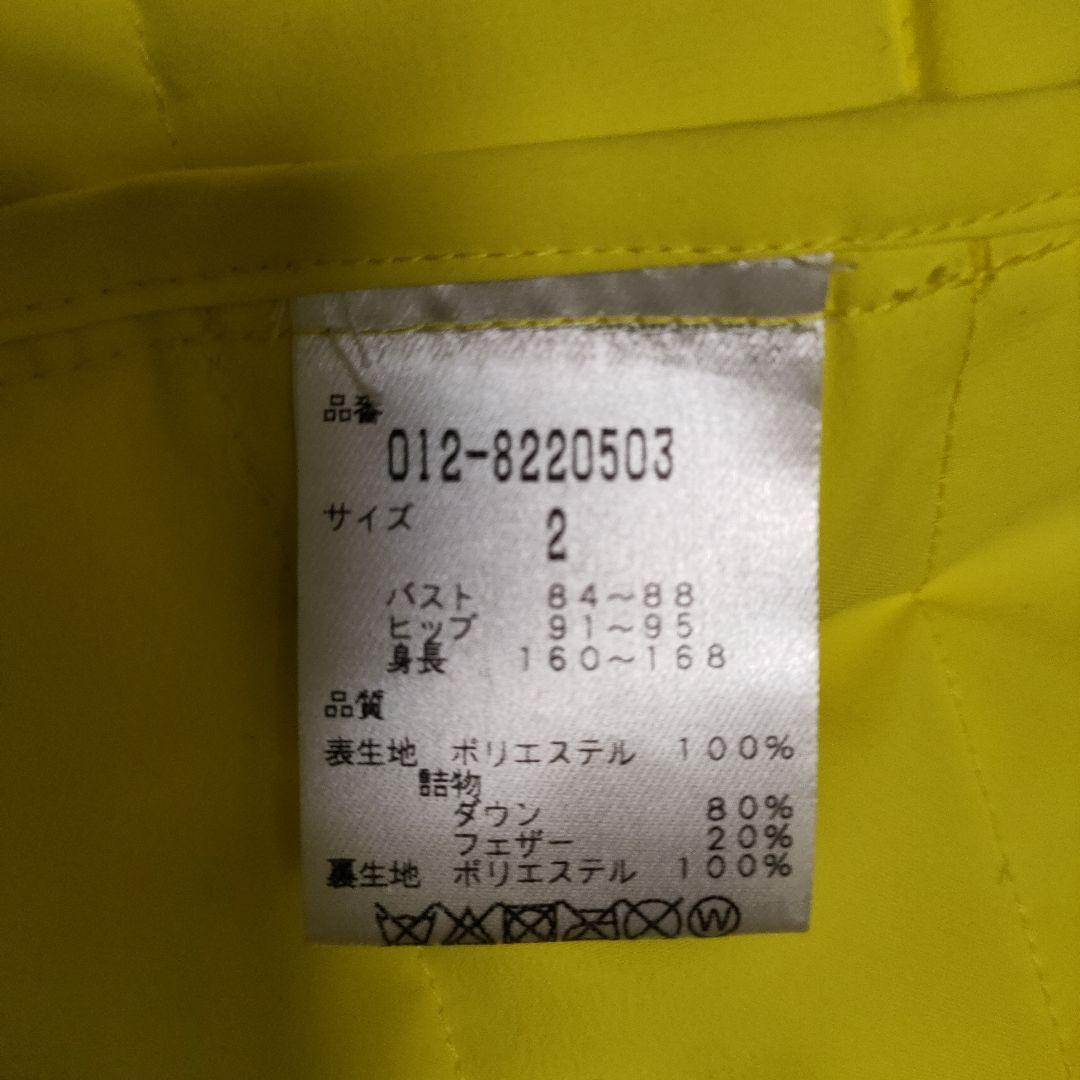 品番
012-8220503
サイズ 2
バスト 84～88
ヒップ 91～95
身長 160～168
品質
表生地 ポリエステル 100%
詰物
ダウン 80%
フェザー 20%
裏生地 ポリエステル 100%
W